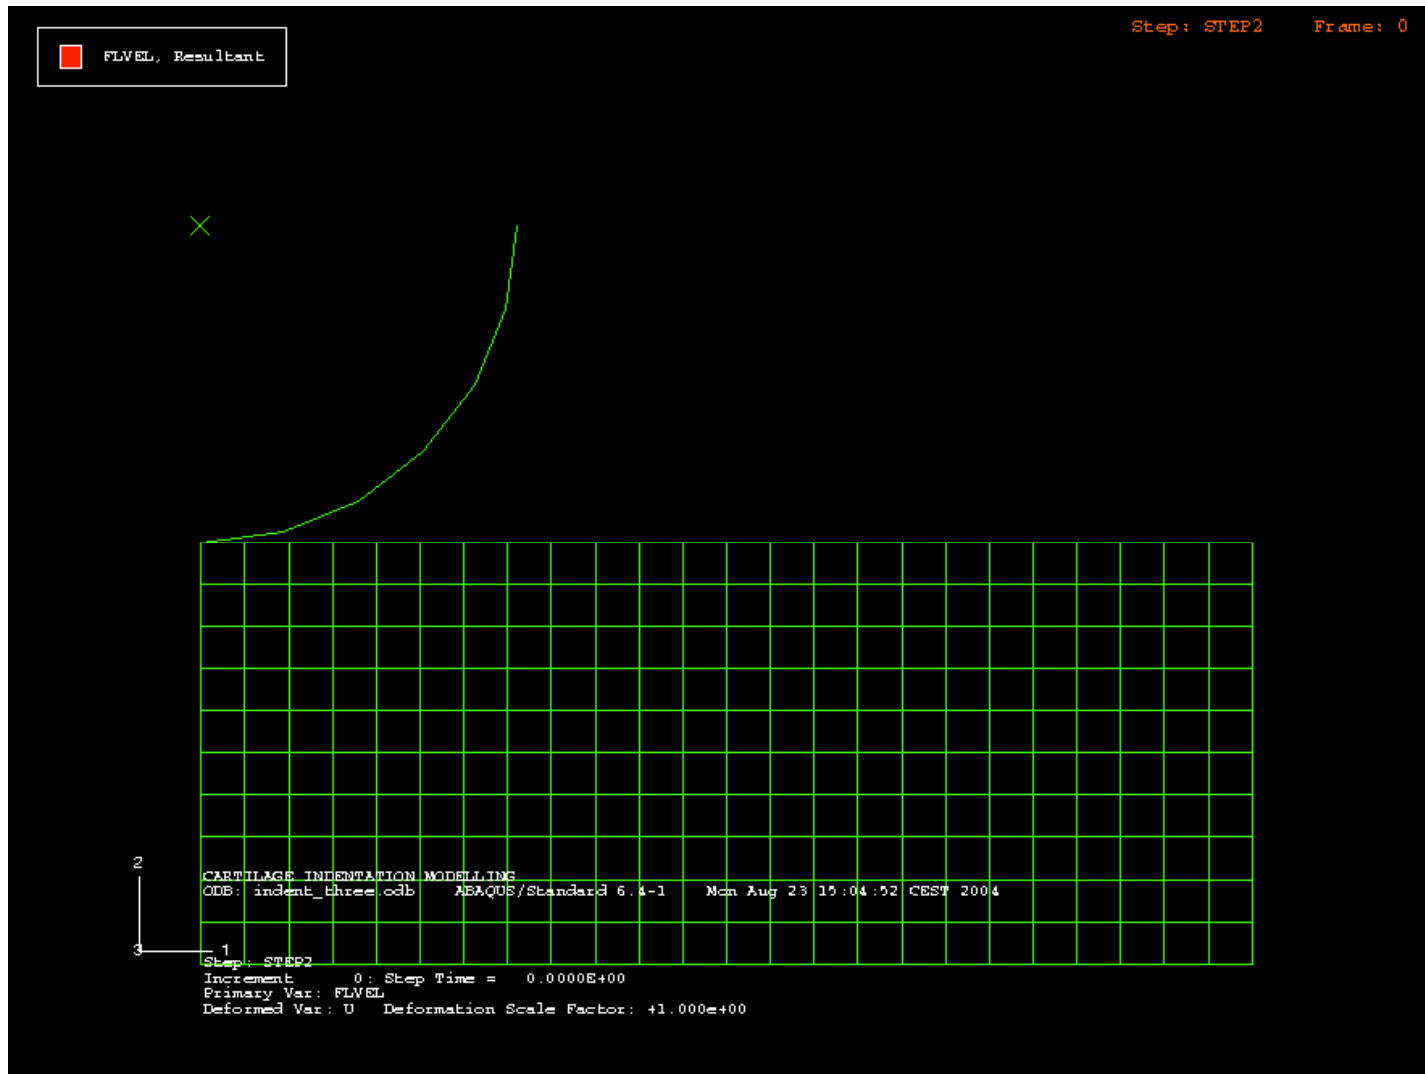 Step: STEP2 Frame: 0
FLVEL, Resultant
2
CARTILAGE INDENTATION MODELLING
ODB: indent_three.odb ABAQUS/Standard 6.4-1 Mon Aug 23 15:04:52 CEST 2004
3 1
Step: STEP2
Increment 0: Step Time = 0.0000E+00
Primary Var: FLVEL
Deformed Var: U Deformation Scale Factor: +1.000e+00